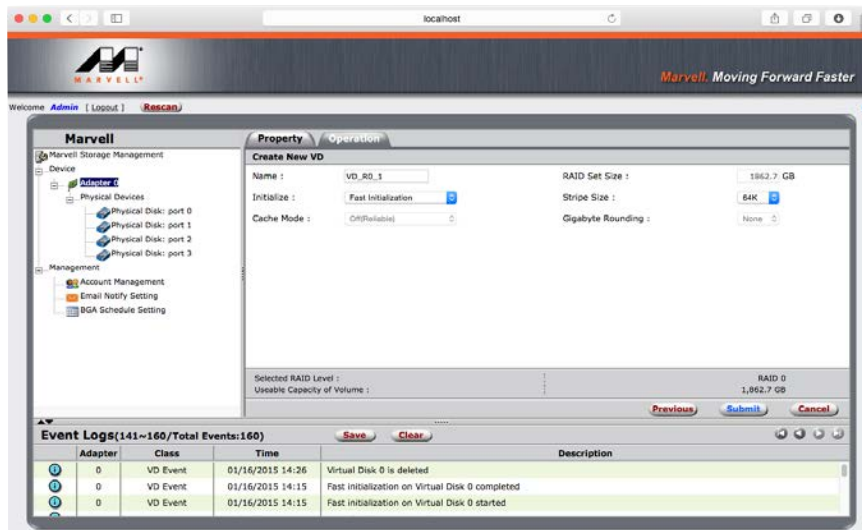 localhost
MARVELL®
Marvell. Moving Forward Faster
Welcome Admin [ Logout ] Rescan
Marvell
Marvell Storage Management
Device
Adapter 0
Physical Devices
Physical Disk: port 0
Physical Disk: port 1
Physical Disk: port 2
Physical Disk: port 3
Management
Account Management
Email Notify Setting
BGA Schedule Setting
Property Operation
Create New VD
Name : VD_R0_1 RAID Set Size : 1862.7 GB
Initialize : Fast Initialization Stripe Size : 64K
Cache Mode : Off(Reliable) Gigabyte Rounding : None
Selected RAID Level : RAID 0
Useable Capacity of Volume : 1,862.7 GB
Previous Submit Cancel
Event Logs(141~160/Total Events:160) Save Clear
Adapter Class Time Description
0 VD Event 01/16/2015 14:26 Virtual Disk 0 is deleted
0 VD Event 01/16/2015 14:15 Fast initialization on Virtual Disk 0 completed
0 VD Event 01/16/2015 14:15 Fast initialization on Virtual Disk 0 started